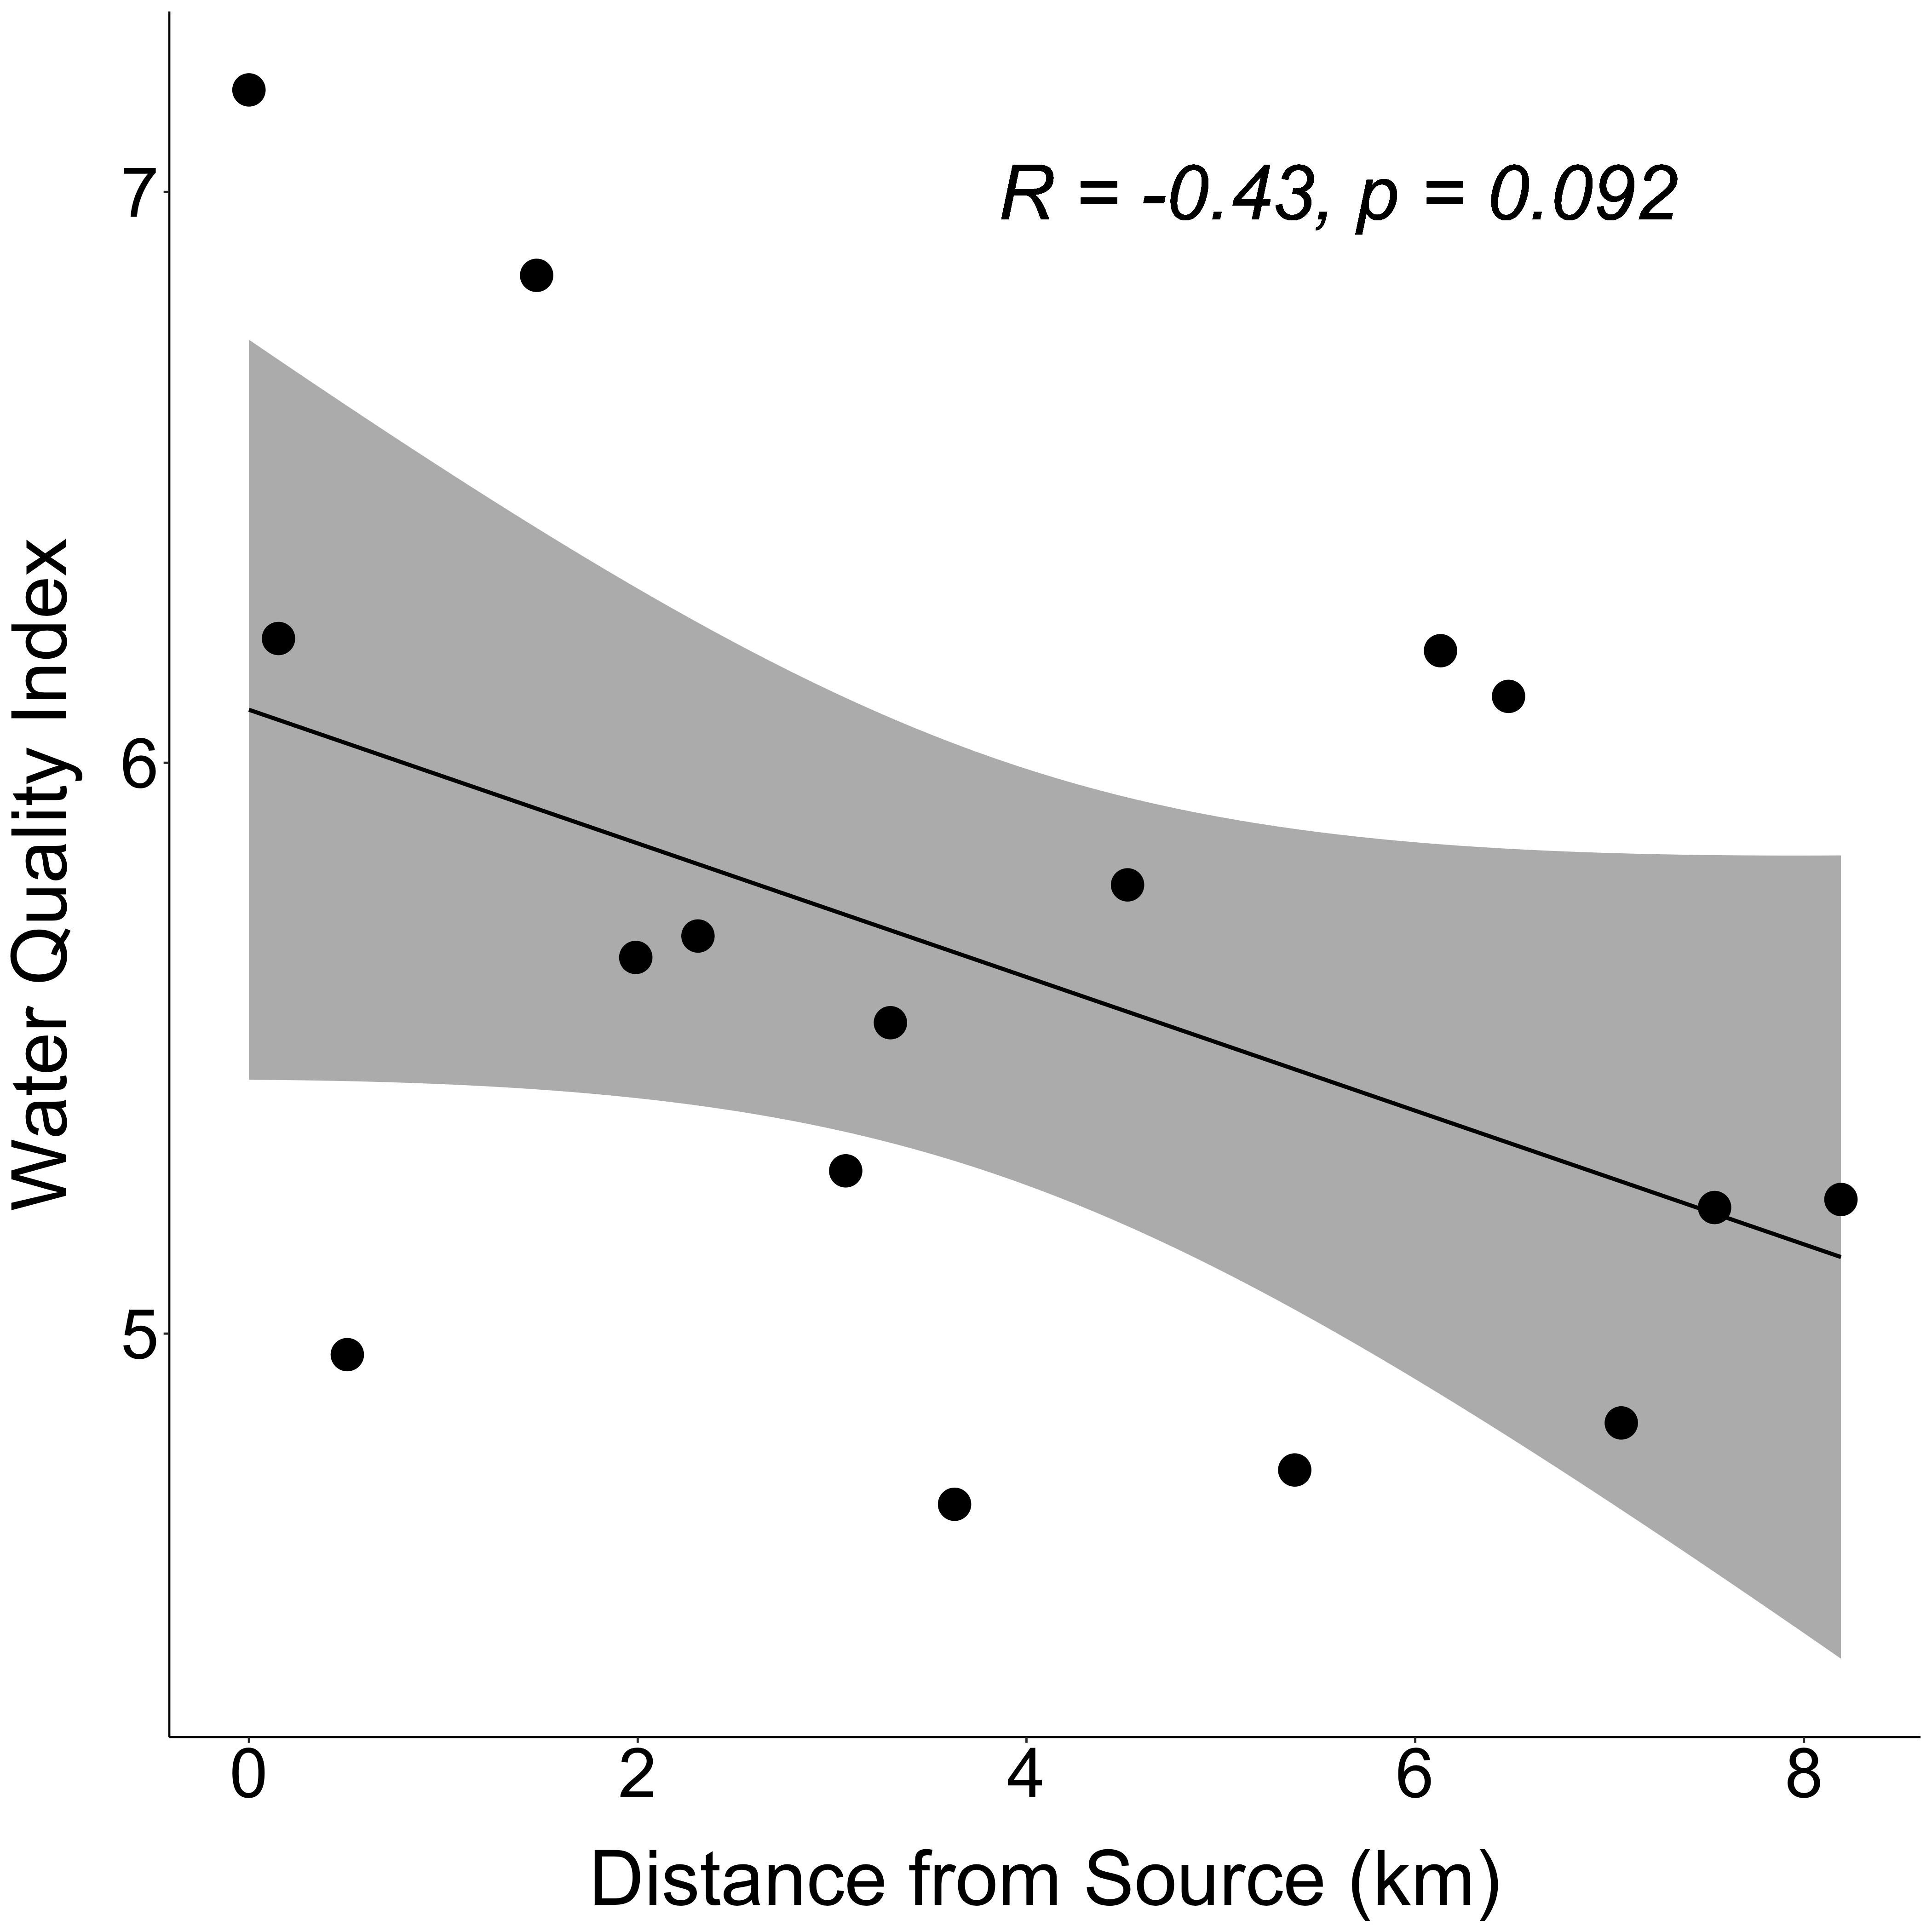 R = -0.43, p = 0.092
7
6
5
Water Quality Index
0 2 4 6 8
Distance from Source (km)